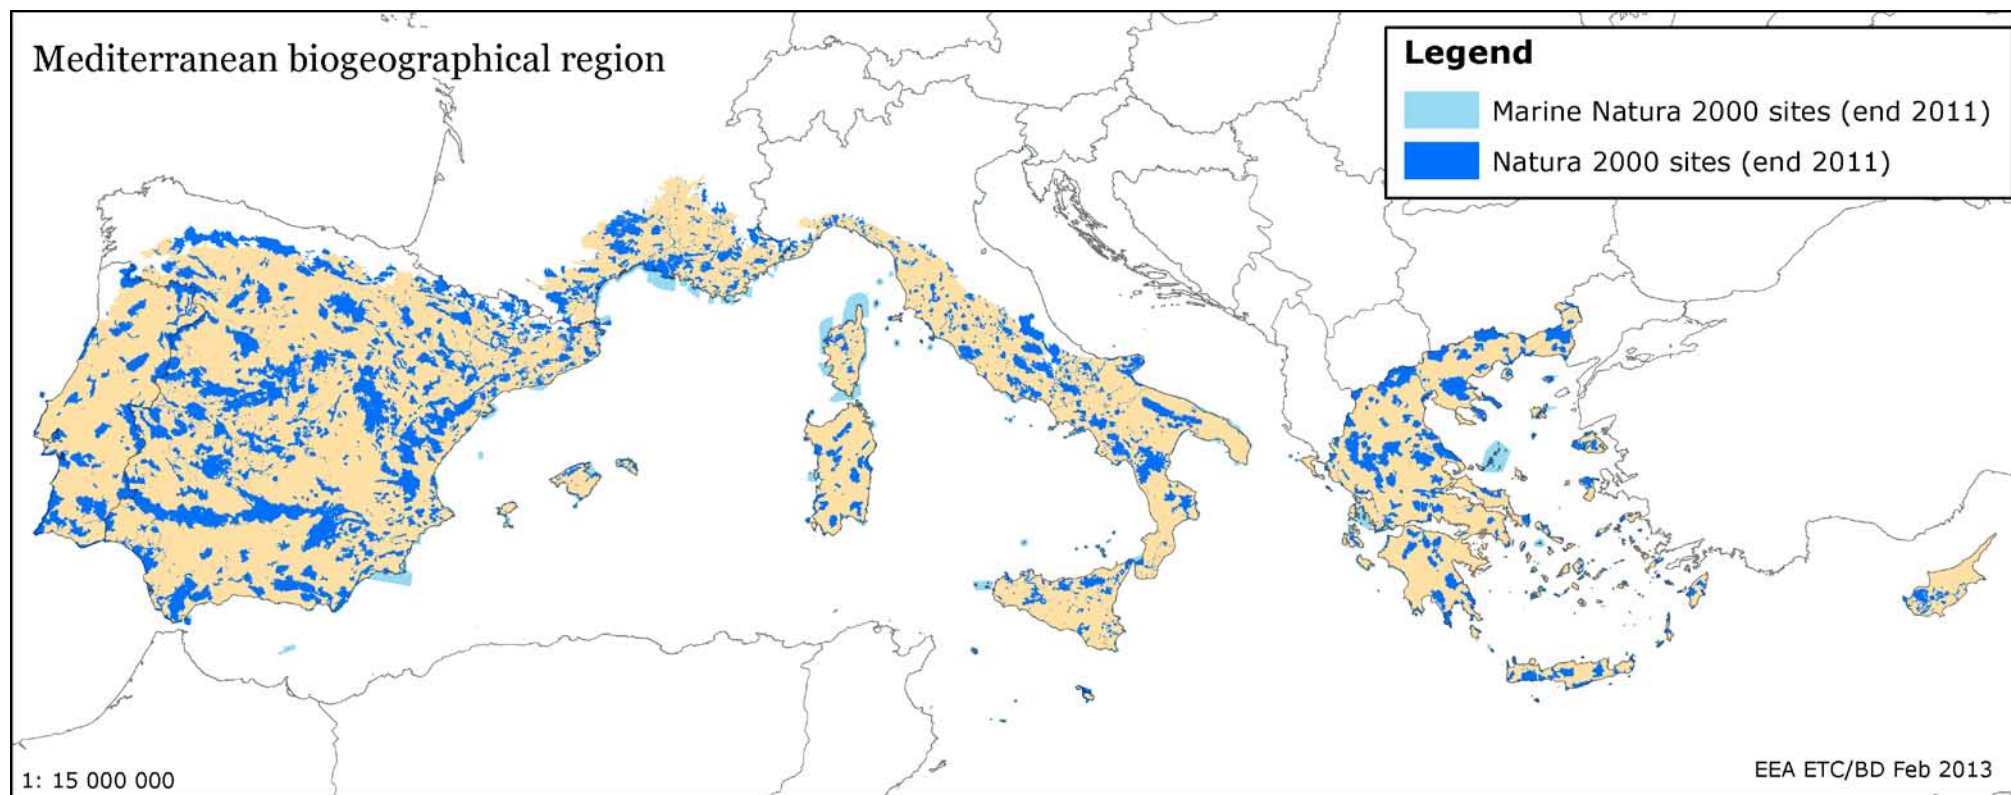 Mediterranean biogeographical region
Legend
Marine Natura 2000 sites (end 2011)
Natura 2000 sites (end 2011)
1: 15 000 000
EEA ETC/BD Feb 2013